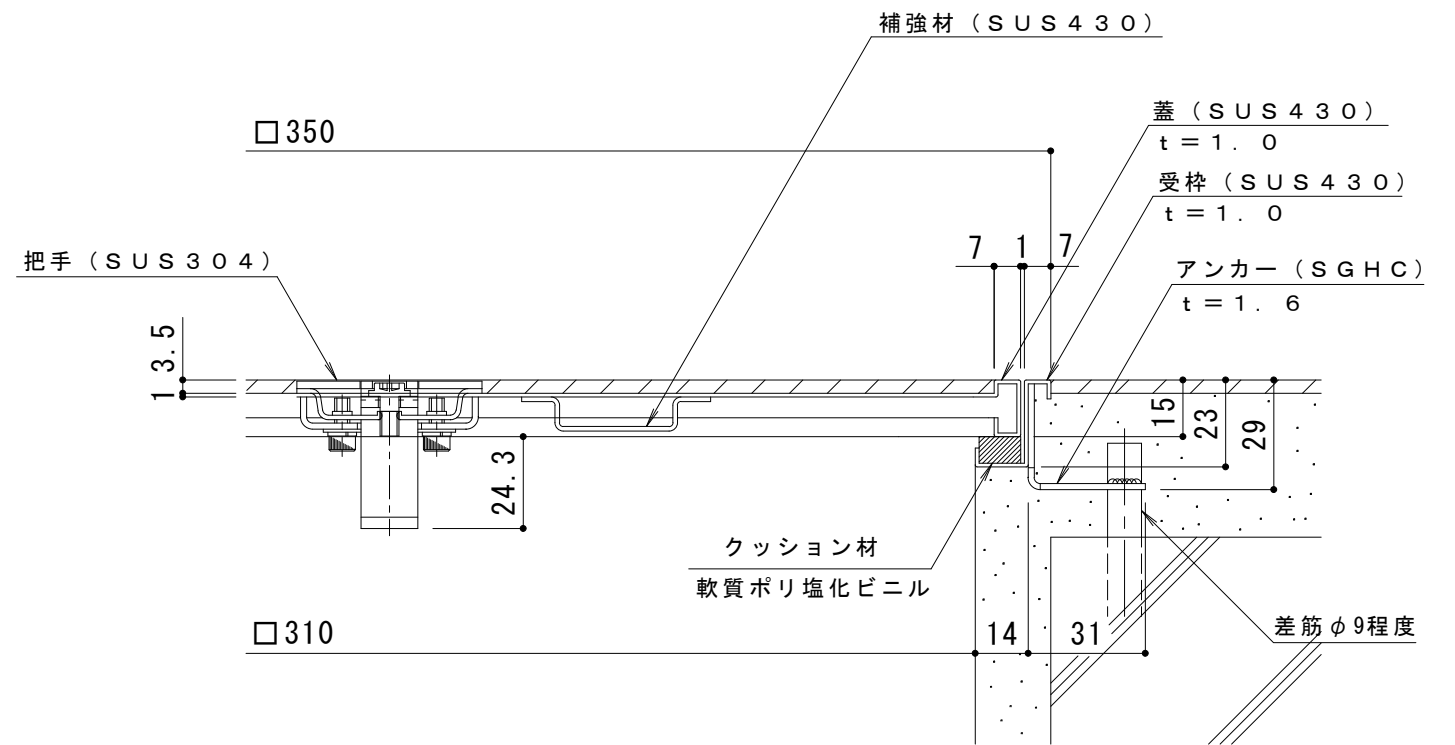 補強材（ＳＵＳ４３０）
□350
蓋（ＳＵＳ４３０）
ｔ＝１．０
受枠（ＳＵＳ４３０）
ｔ＝１．０
7 1 7
把手（ＳＵＳ３０４）
アンカー（ＳＧＨＣ）
ｔ＝１．６
3.5
1
15
23
29
24.3
クッション材
軟質ポリ塩化ビニル
□310
14
31
差筋φ9程度